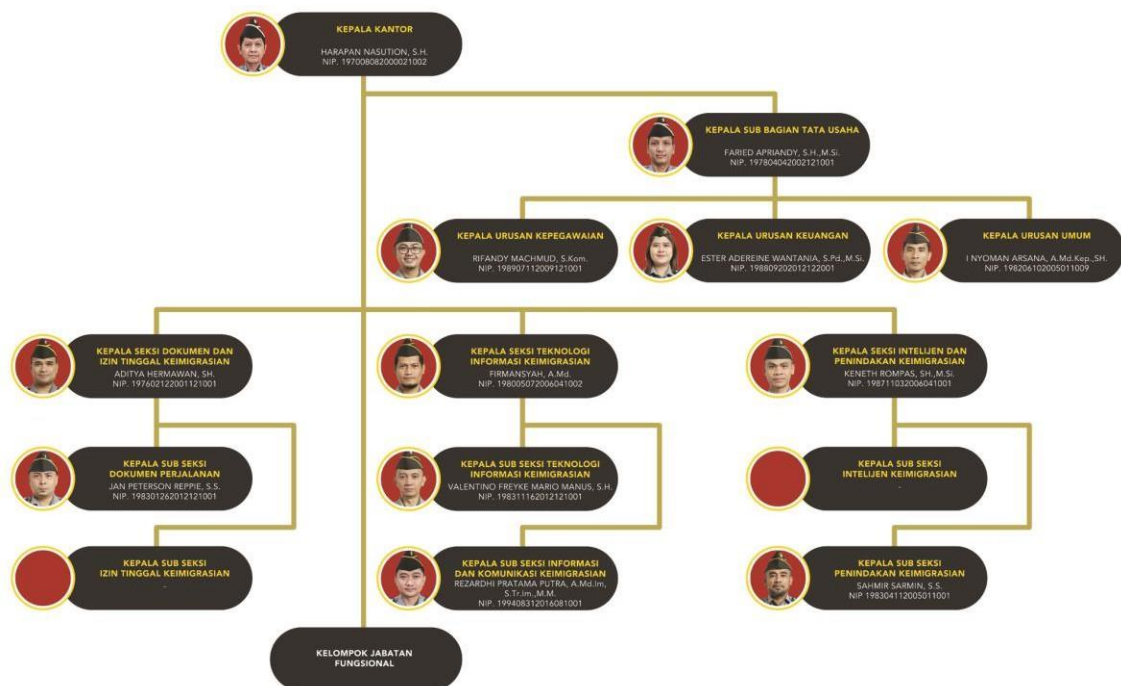 KEPALA KANTOR
HARAPAN NASUTION, S.H.
NIP. 197008082000021002
KEPALA SUB BAGIAN TATA USAHA
FARIED APRIANDY, S.H.,M.Si.
NIP. 197804042002121001
KEPALA URUSAN KEPEGAWAIAN
RIFANDY MACHMUD, S.Kom.
NIP. 198907112009121001
KEPALA URUSAN KEUANGAN
ESTER ADEREINE WANTANIA, S.Pd.,M.Si.
NIP. 198809202012122001
KEPALA URUSAN UMUM
I NYOMAN ARSANA, A.Md.Kep.,SH.
NIP. 198206102005011009
KEPALA SEKSI DOKUMEN DAN
IZIN TINGGAL KEIMIGRASIAN
ADITYA HERMAWAN, SH.
NIP. 197602122001121001
KEPALA SEKSI TEKNOLOGI
INFORMASI KEIMIGRASIAN
FIRMANSYAH, A.Md.
NIP. 198005072006041002
KEPALA SEKSI INTELIJEN DAN
PENINDAKAN KEIMIGRASIAN
KENETH ROMPAS, SH.,M.Si.
NIP. 198711032006041001
KEPALA SUB SEKSI
DOKUMEN PERJALANAN
JAN PETERSON REPPIE, S.S.
NIP. 198301262012121001
KEPALA SUB SEKSI TEKNOLOGI
INFORMASI KEIMIGRASIAN
VALENTINO FREYKE MARIO MANUS, S.H.
NIP. 198311162012121001
KEPALA SUB SEKSI
INTELIJEN KEIMIGRASIAN
-
KEPALA SUB SEKSI
IZIN TINGGAL KEIMIGRASIAN
-
KEPALA SUB SEKSI INFORMASI
DAN KOMUNIKASI KEIMIGRASIAN
REZARDHI PRATAMA PUTRA, A.Md.Im,
S.Tr.Im.,M.M.
NIP. 199408312016081001
KEPALA SUB SEKSI
PENINDAKAN KEIMIGRASIAN
SAHMIR SARMIN, S.S.
NIP 198304112005011001
KELOMPOK JABATAN
FUNGSIONAL